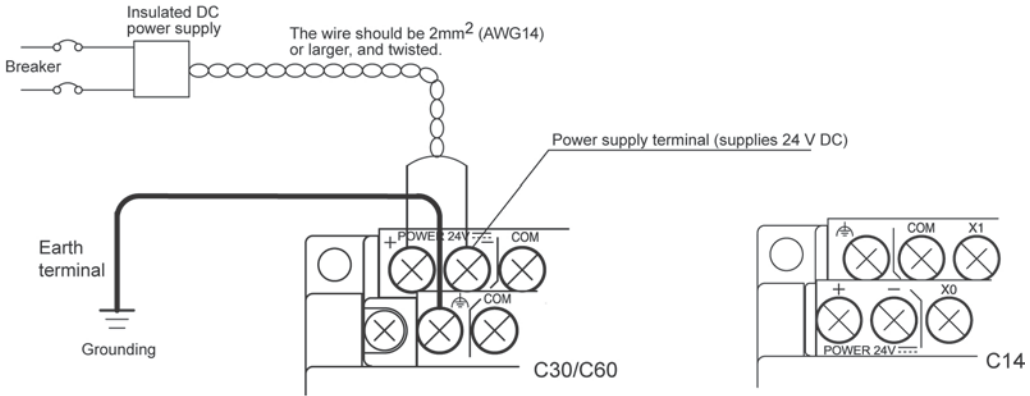 Insulated DC
power supply
The wire should be 2mm² (AWG14)
or larger, and twisted.
Breaker
Power supply terminal (supplies 24 V DC)
+ POWER 24V ⎓ − COM
Earth
terminal
COM
Grounding
C30/C60
COM X1
+ − X0
POWER 24V ⎓
C14